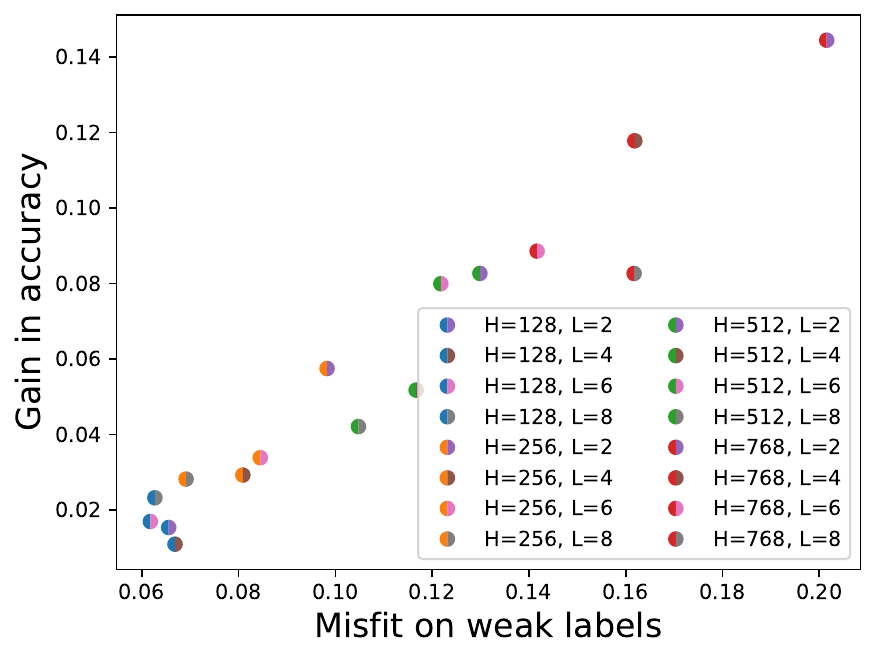 0.14
0.12
0.10
0.08
0.06
0.04
0.02
Gain in accuracy
H=128, L=2
H=128, L=4
H=128, L=6
H=128, L=8
H=256, L=2
H=256, L=4
H=256, L=6
H=256, L=8
H=512, L=2
H=512, L=4
H=512, L=6
H=512, L=8
H=768, L=2
H=768, L=4
H=768, L=6
H=768, L=8
0.06 0.08 0.10 0.12 0.14 0.16 0.18 0.20
Misfit on weak labels